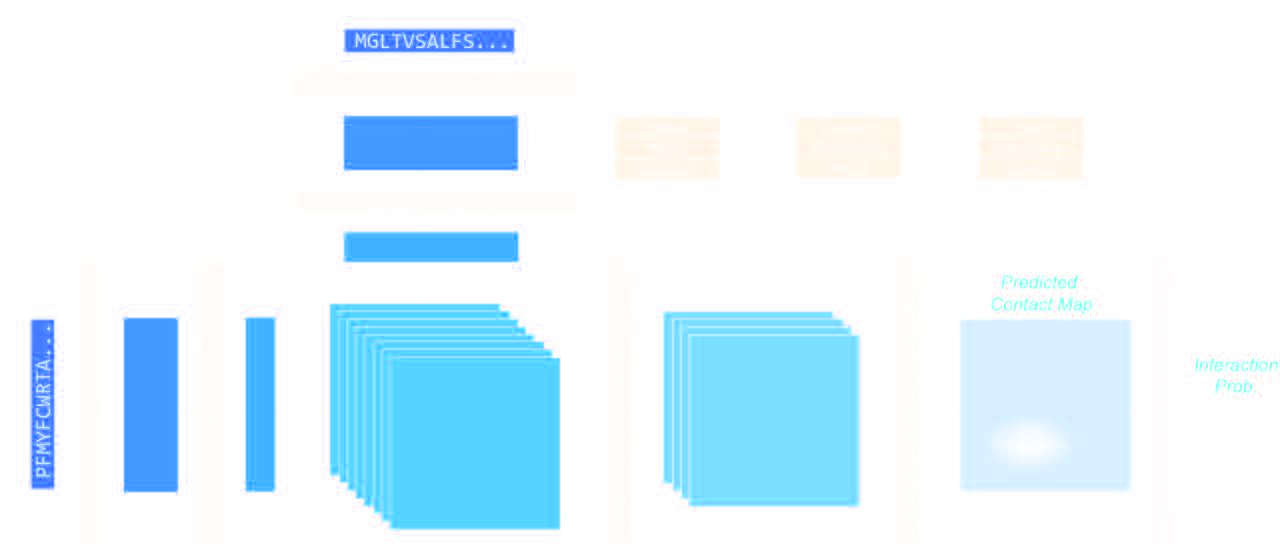 MGLTVSALFS...
Predicted
Contact Map
PFMYFCWRTA...
Interaction
Prob.